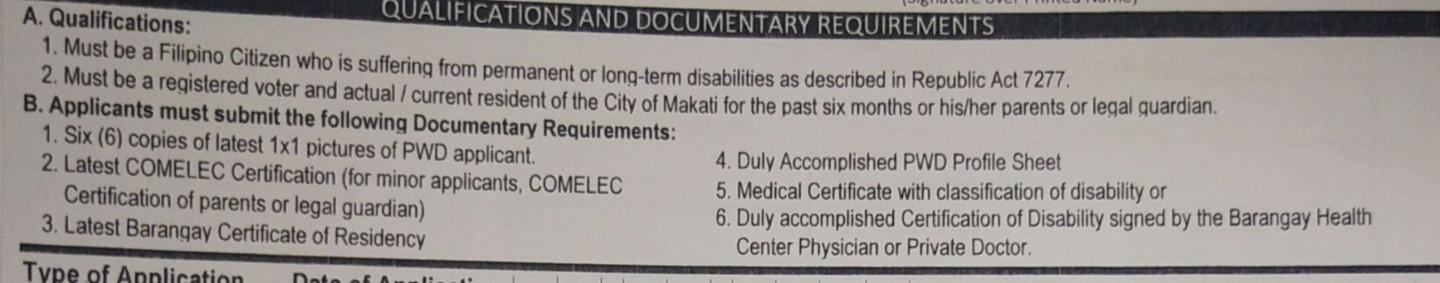 QUALIFICATIONS AND DOCUMENTARY REQUIREMENTS
A. Qualifications:
1. Must be a Filipino Citizen who is suffering from permanent or long-term disabilities as described in Republic Act 7277.
2. Must be a registered voter and actual / current resident of the City of Makati for the past six months or his/her parents or legal guardian.
B. Applicants must submit the following Documentary Requirements:
1. Six (6) copies of latest 1x1 pictures of PWD applicant.
2. Latest COMELEC Certification (for minor applicants, COMELEC
Certification of parents or legal guardian)
3. Latest Barangay Certificate of Residency
4. Duly Accomplished PWD Profile Sheet
5. Medical Certificate with classification of disability or
6. Duly accomplished Certification of Disability signed by the Barangay Health
Center Physician or Private Doctor.
Type of Application Date of